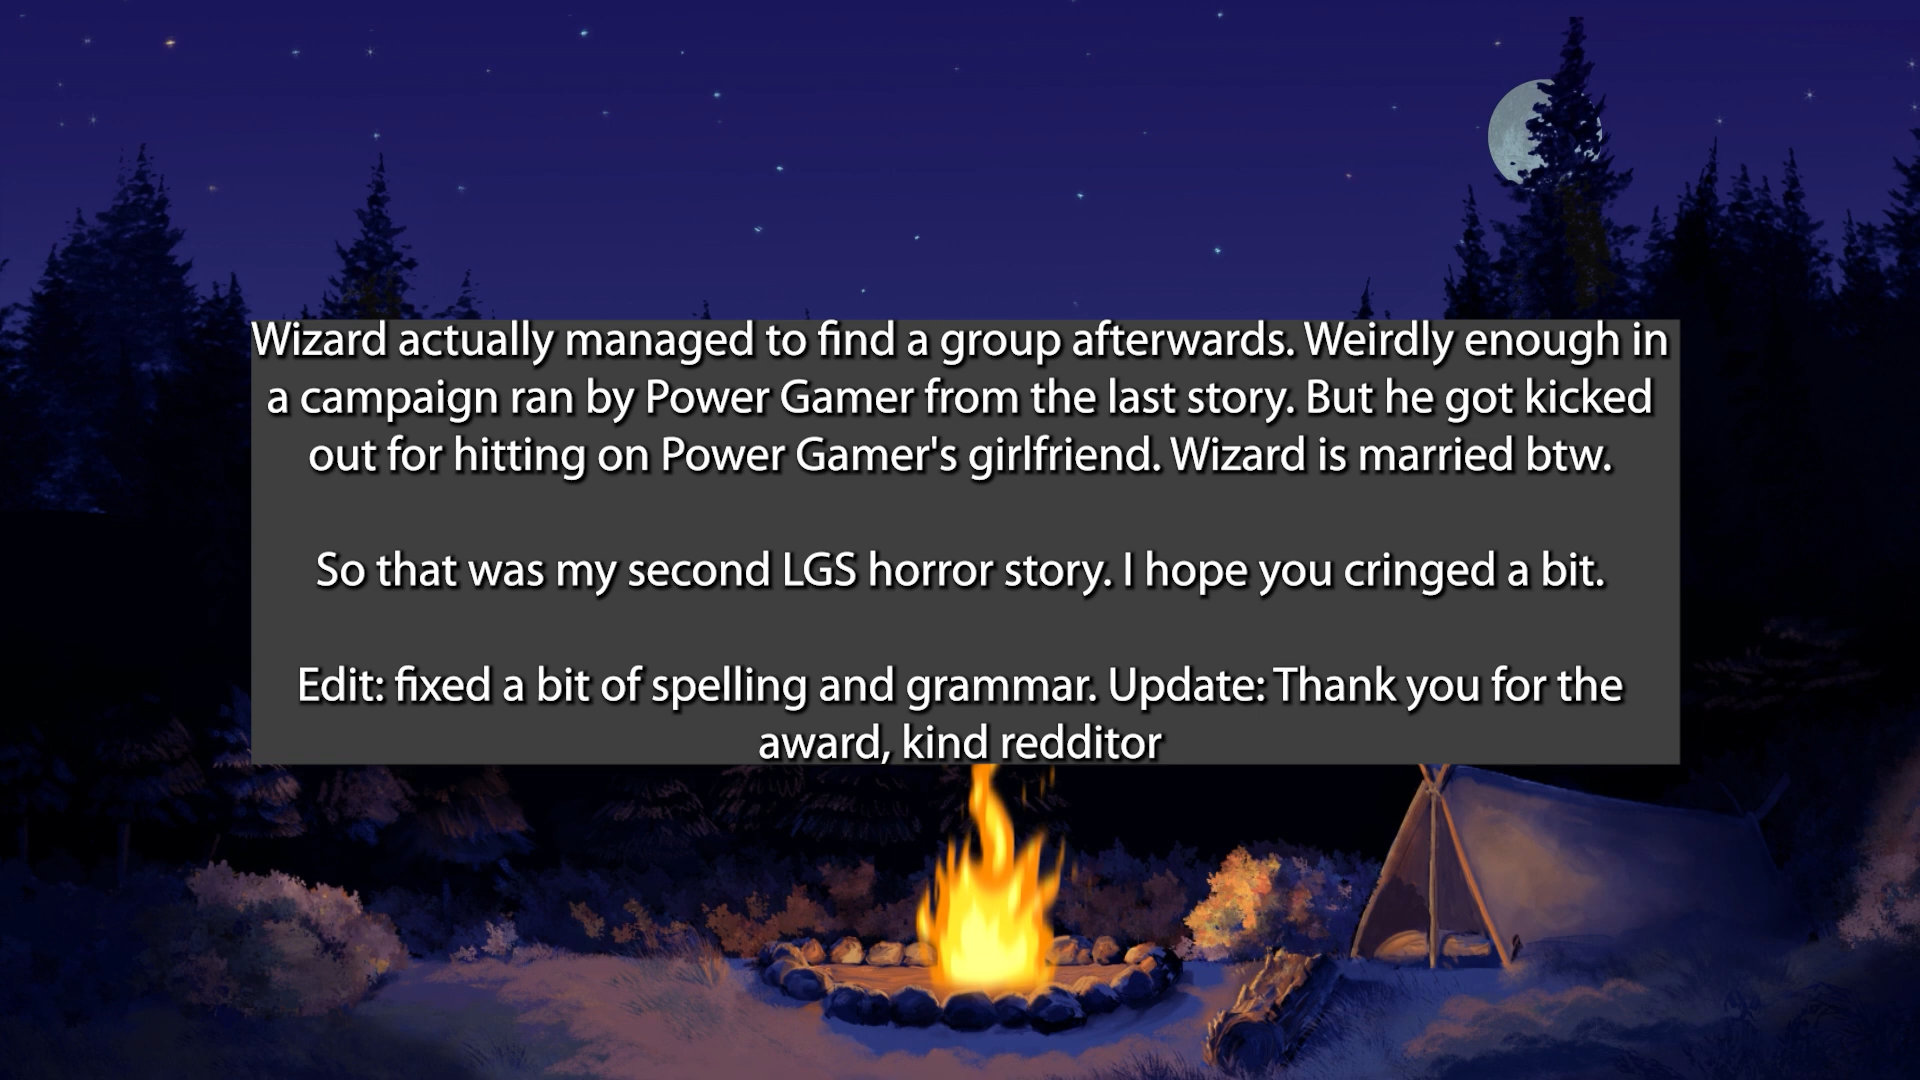 Wizard actually managed to find a group afterwards. Weirdly enough in
a campaign ran by Power Gamer from the last story. But he got kicked
out for hitting on Power Gamer's girlfriend. Wizard is married btw.
So that was my second LGS horror story. I hope you cringed a bit.
Edit: fixed a bit of spelling and grammar. Update: Thank you for the
award, kind redditor